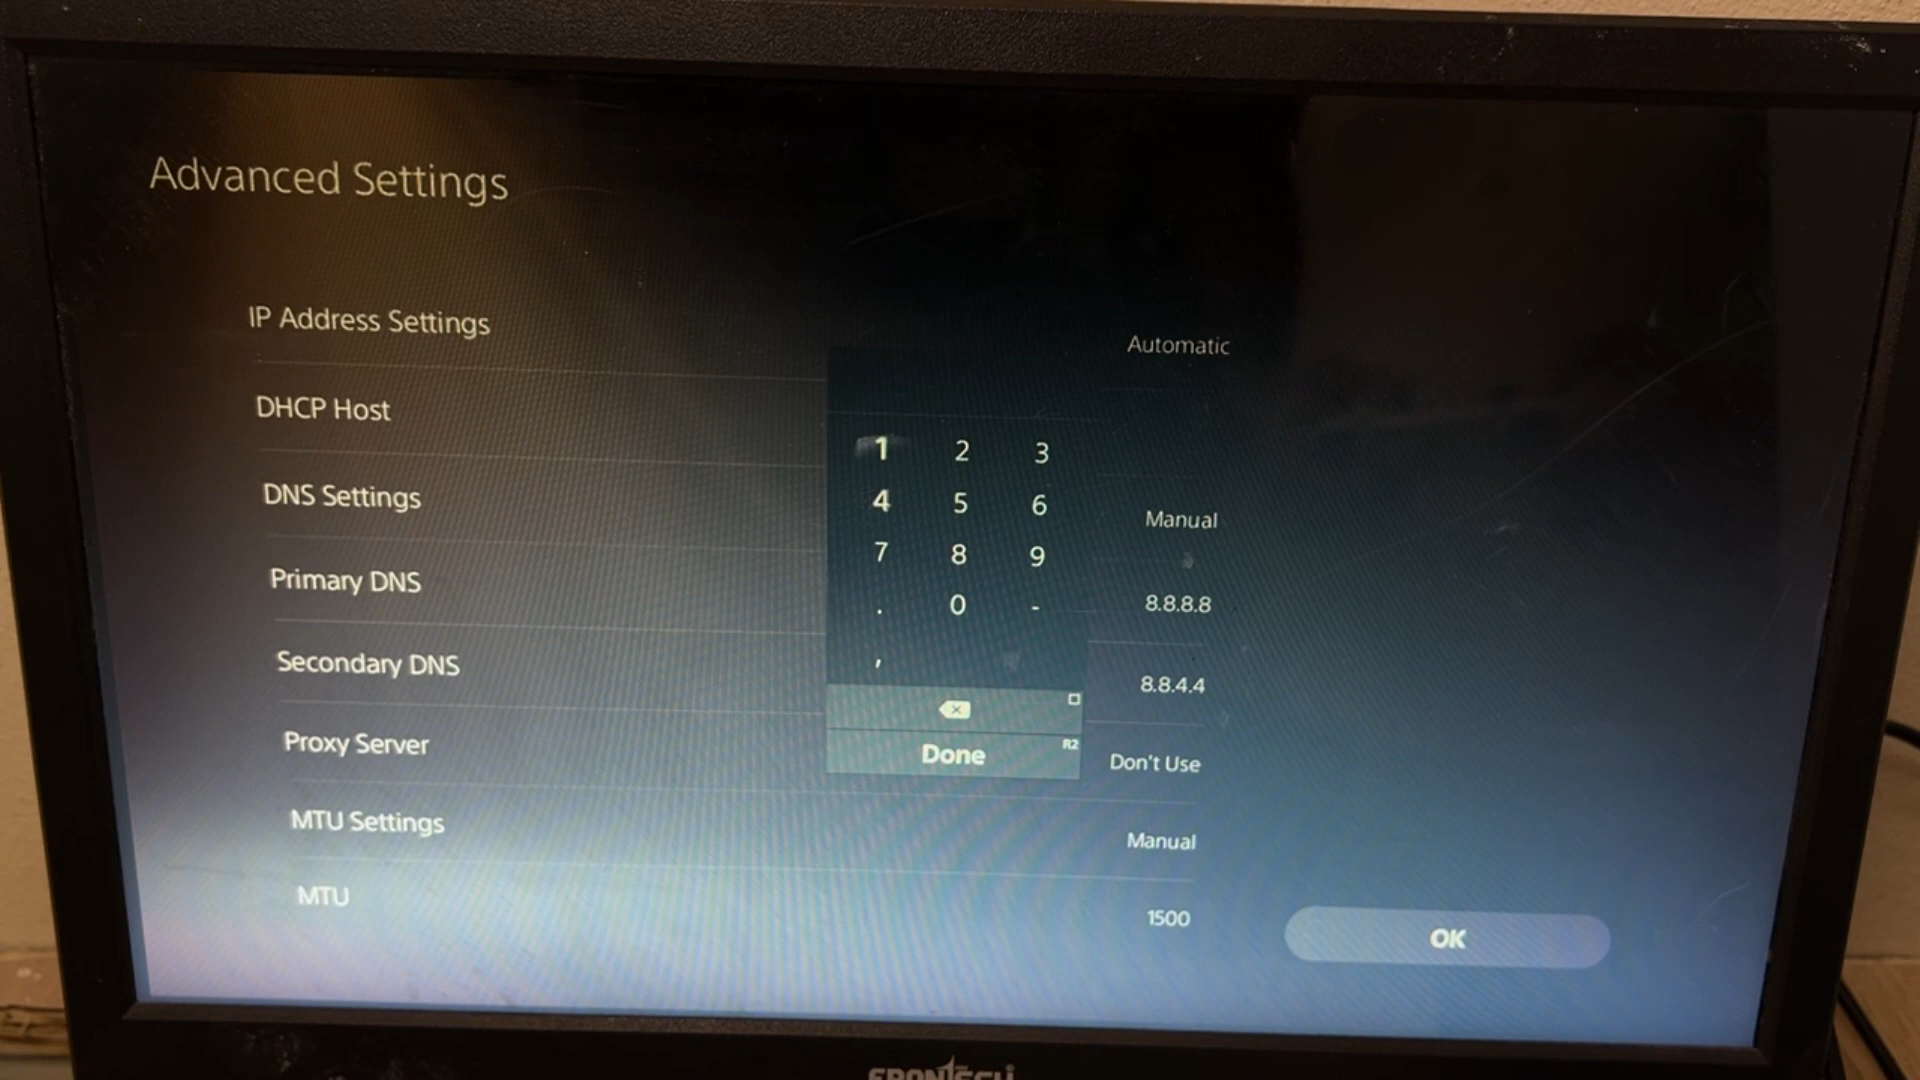 Advanced Settings
IP Address Settings
Automatic
DHCP Host
DNS Settings
Manual
Primary DNS
8.8.8.8
Secondary DNS
8.8.4.4
Proxy Server
Don't Use
MTU Settings
Manual
MTU
1500
1 2 3
4 5 6
7 8 9
. 0 -
,
Done R2
OK
FRONTECH